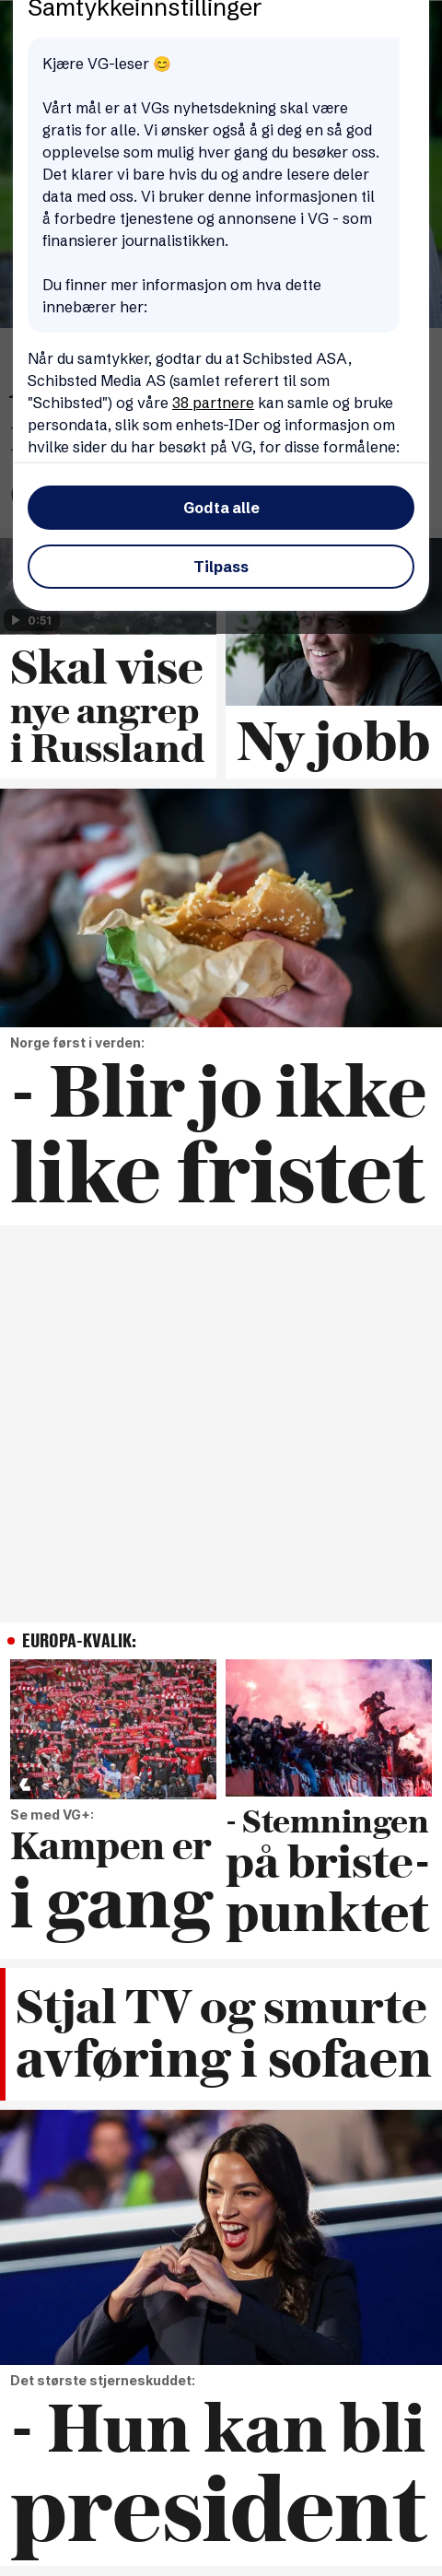 Samtykkeinnstillinger
Kjære VG-leser 😊
Vårt mål er at VGs nyhetsdekning skal være
gratis for alle. Vi ønsker også å gi deg en så god
opplevelse som mulig hver gang du besøker oss.
Det klarer vi bare hvis du og andre lesere deler
data med oss. Vi bruker denne informasjonen til
å forbedre tjenestene og annonsene i VG - som
finansierer journalistikken.
Du finner mer informasjon om hva dette
innebærer her:
Når du samtykker, godtar du at Schibsted ASA,
Schibsted Media AS (samlet referert til som
"Schibsted") og våre 38 partnere kan samle og bruke
persondata, slik som enhets-IDer og informasjon om
hvilke sider du har besøkt på VG, for disse formålene:
Godta alle
Tilpass
0:51
Skal vise
nye angrep
i Russland
Ny jobb
Norge først i verden:
- Blir jo ikke
like fristet
EUROPA-KVALIK:
Se med VG+:
Kampen er
i gang
- Stemningen
på briste-
punktet
Stjal TV og smurte
avføring i sofaen
Det største stjerneskuddet:
- Hun kan bli
president